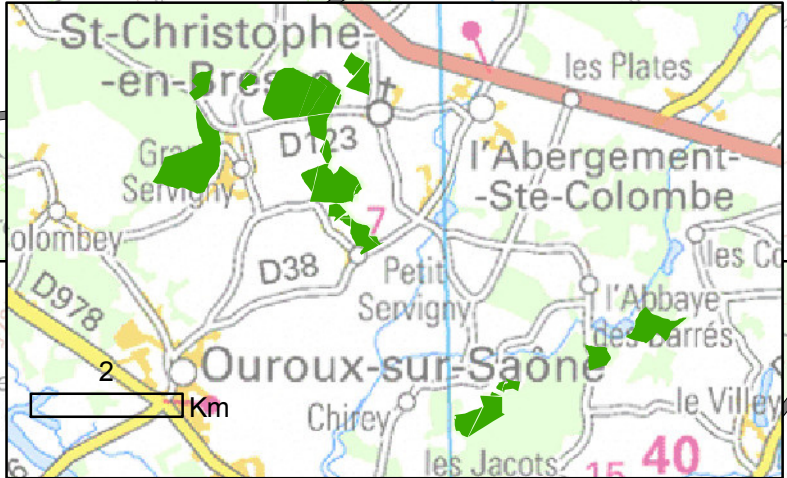 St-Christophe-
-en-Bresse
les Plates
D123
l'Abergement-
-Ste-Colombe
Servigny
7
olombey
les Co
D38
Petit
Servigny
D978
l'Abbaye
des Barrés
2
Ouroux-sur-Saône
Km
Chirey
le Villey
les Jacots
15
40